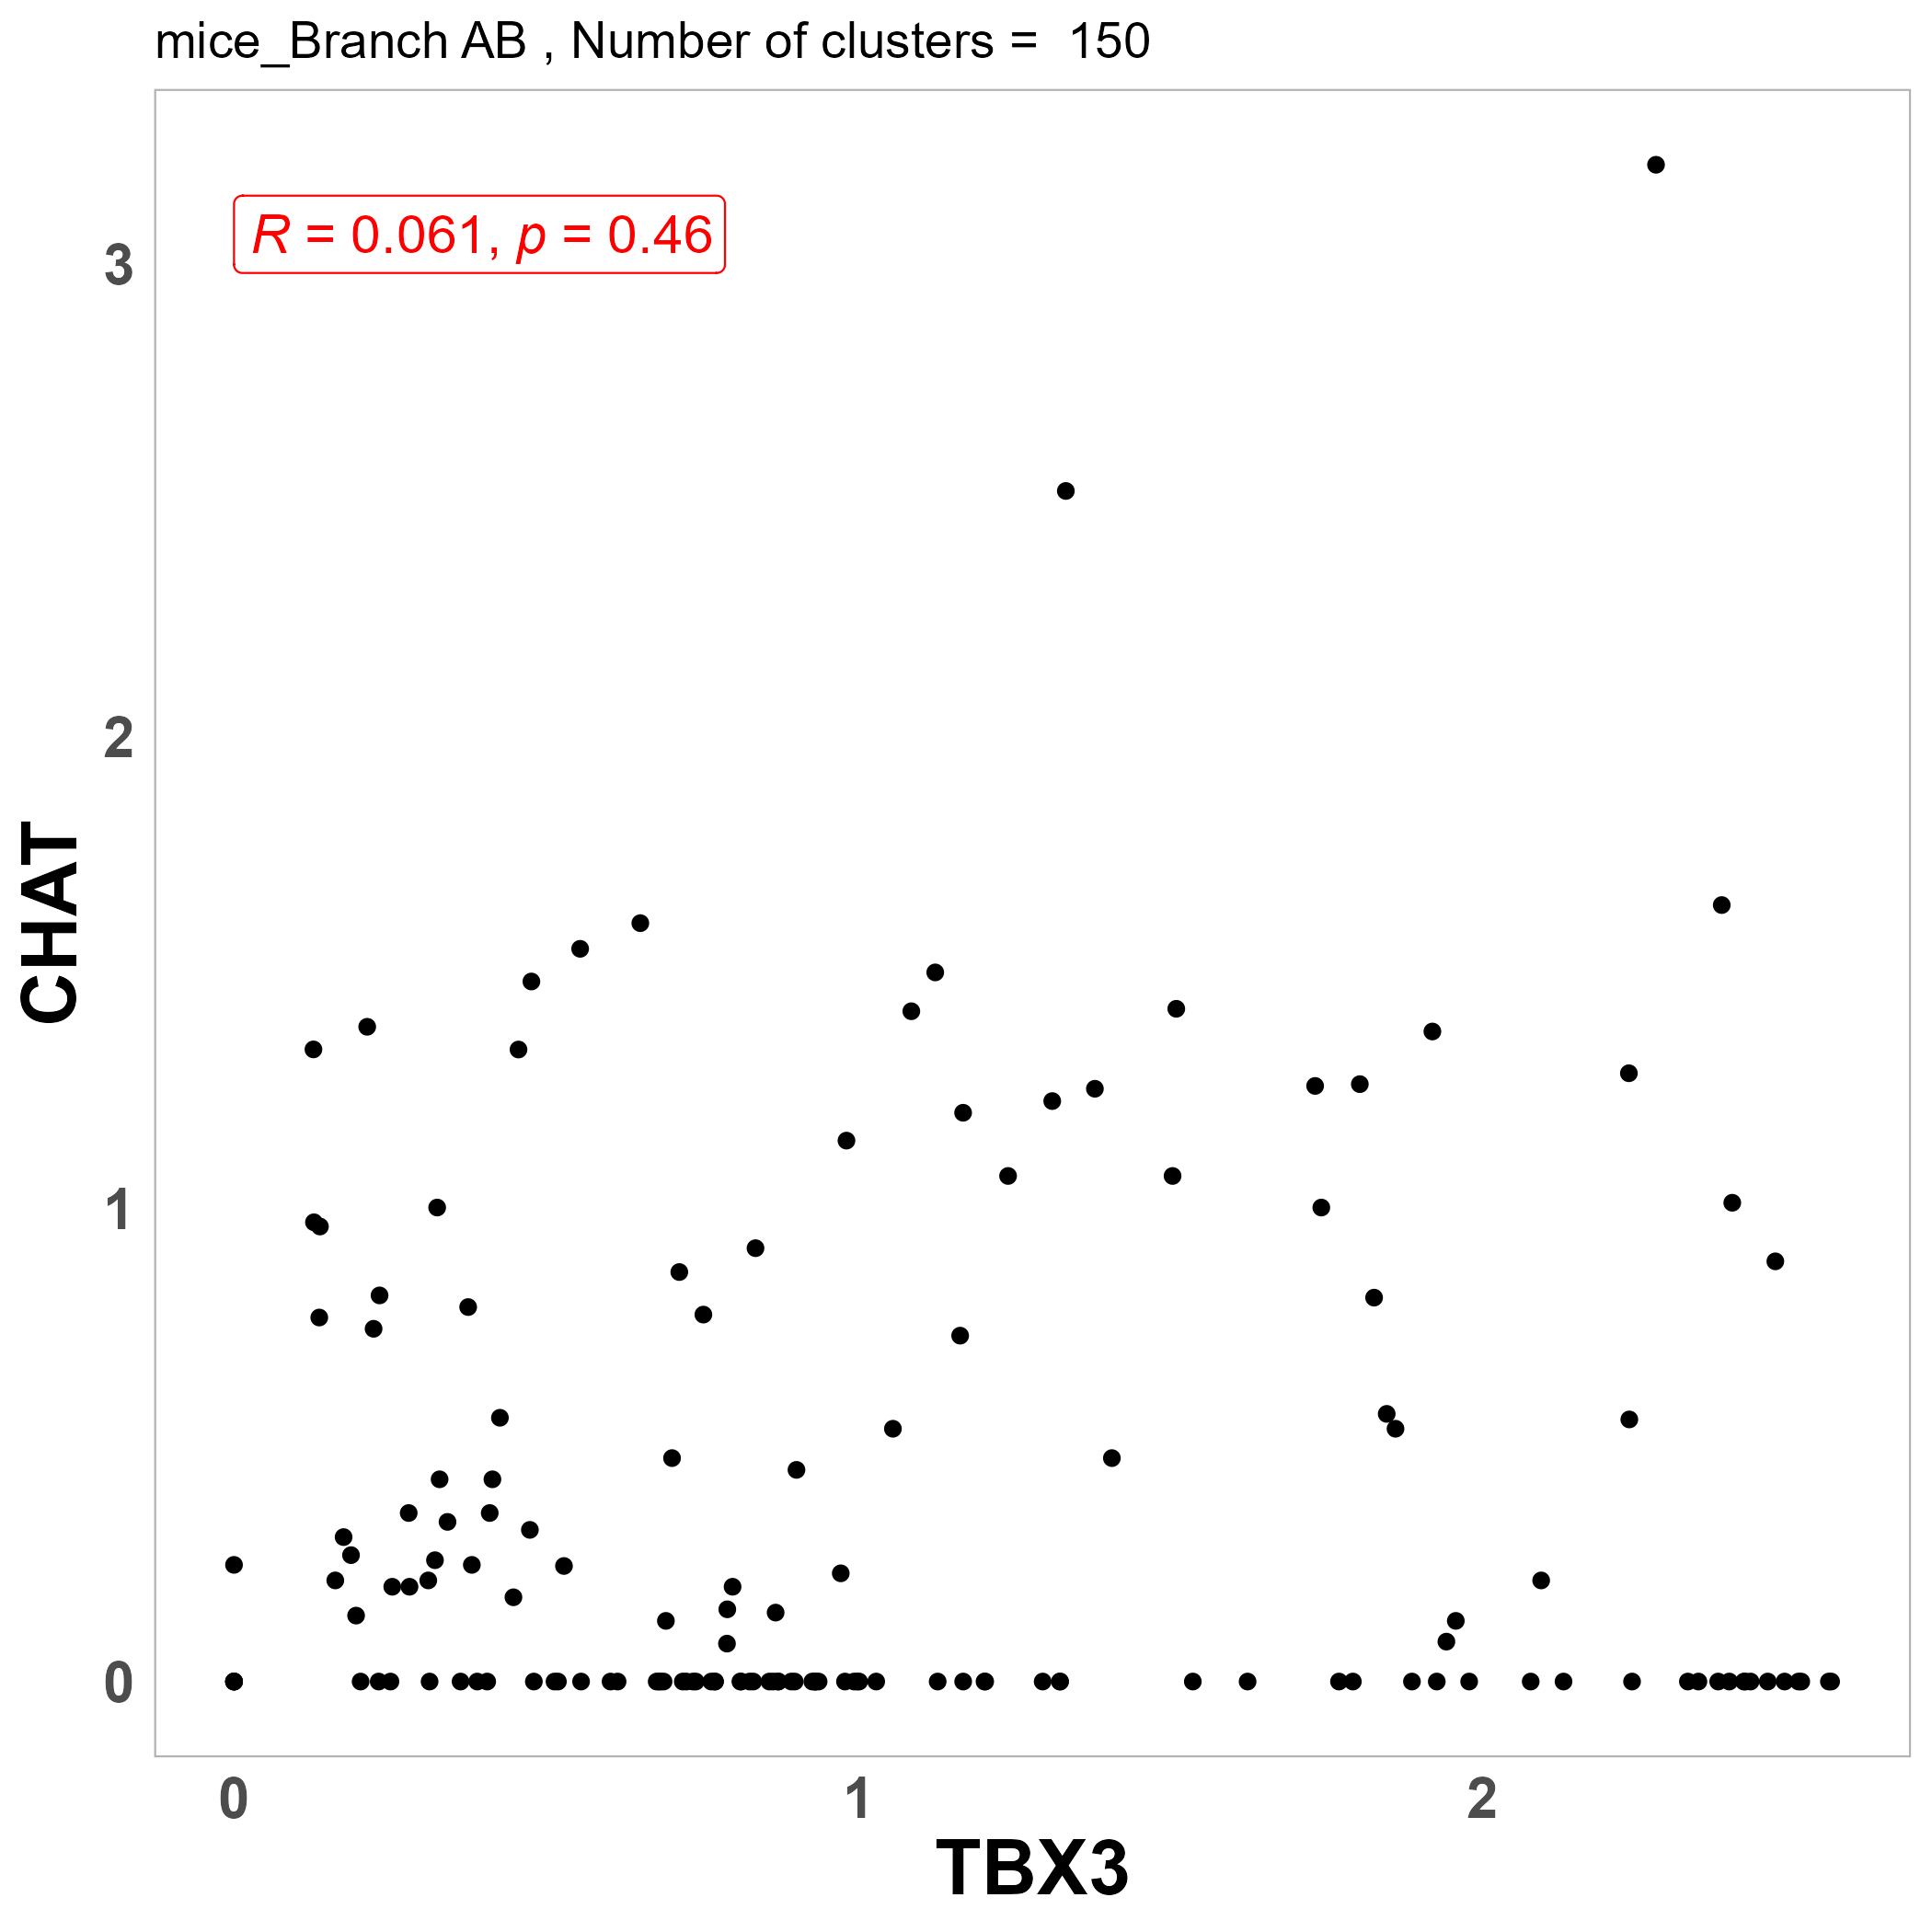 mice_Branch AB , Number of clusters =  150
R = 0.061, p = 0.46
3
2
1
0
CHAT
0 1 2
TBX3